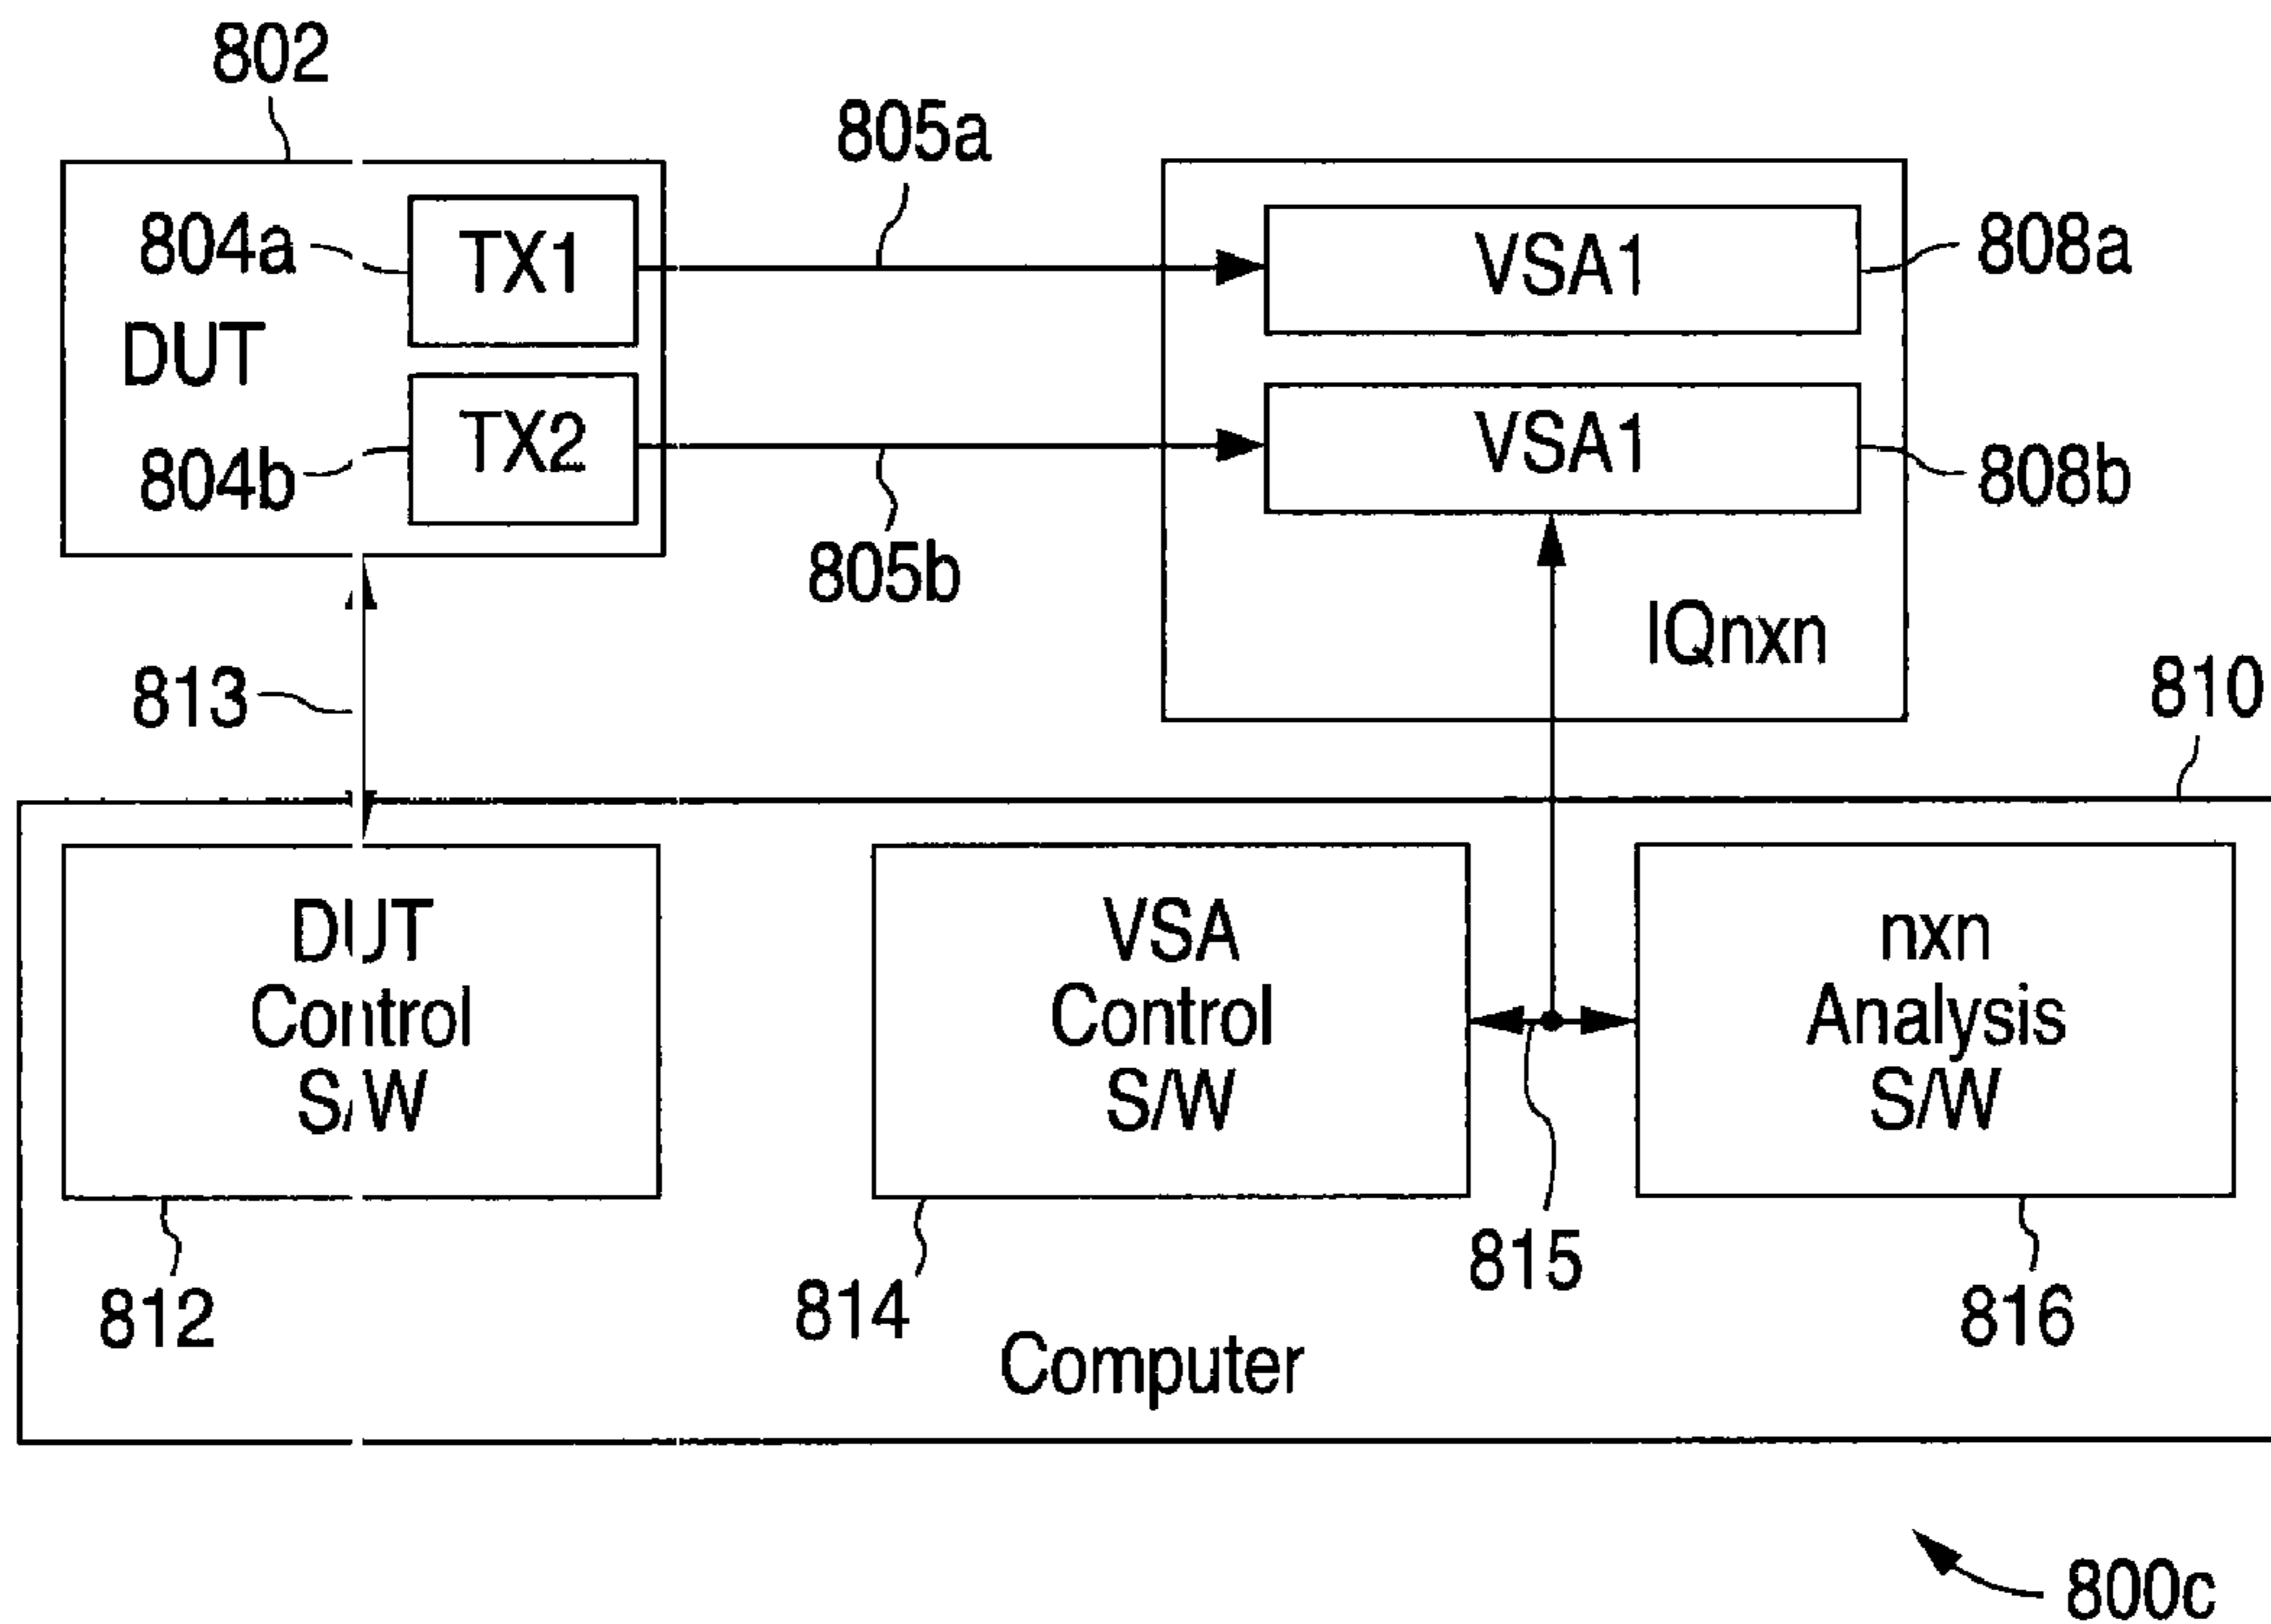 802
805a
804a
TX1
VSA1
808a
DUT
804b
TX2
VSA1
808b
805b
IQnxn
813
810
DUT
Control
S/W
VSA
Control
S/W
nxn
Analysis
S/W
812
814
815
816
Computer
800c